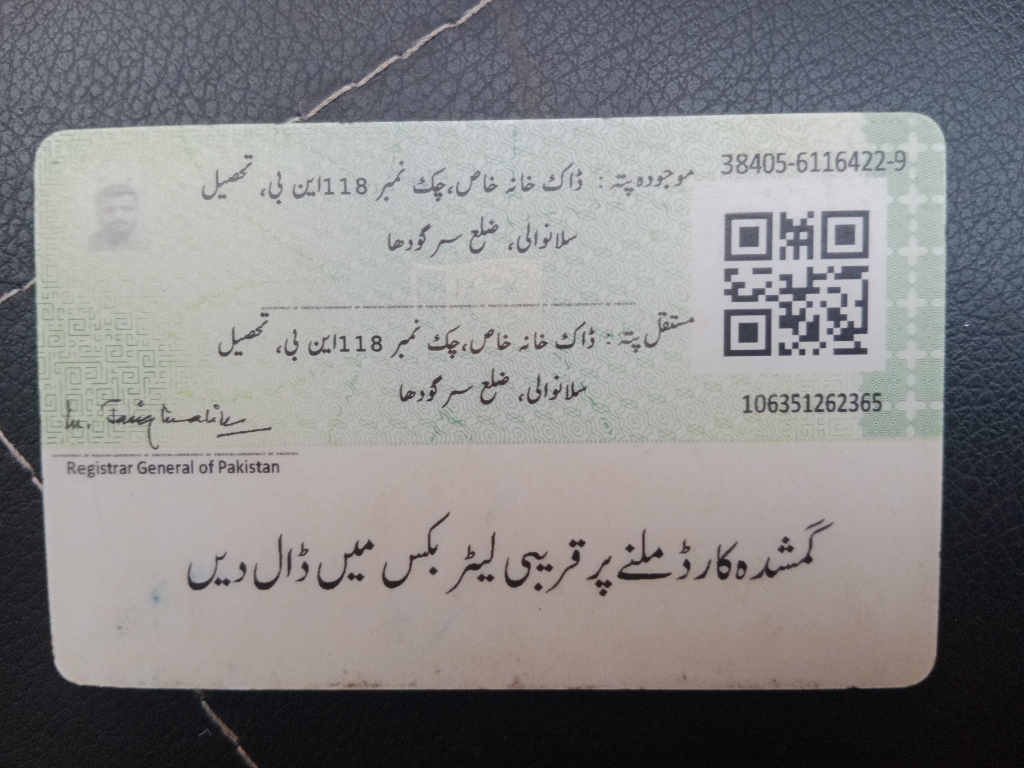 38405-6116422-9
موجودہ پتہ : ڈاک خانہ خاص، چک نمبر 118این بی، تحصیل
سلانوالی، ضلع سرگودھا
مستقل پتہ : ڈاک خانہ خاص، چک نمبر 118این بی، تحصیل
سلانوالی، ضلع سرگودھا
106351262365
Registrar General of Pakistan
گمشدہ کارڈ ملنے پر قریبی لیٹر بکس میں ڈال دیں